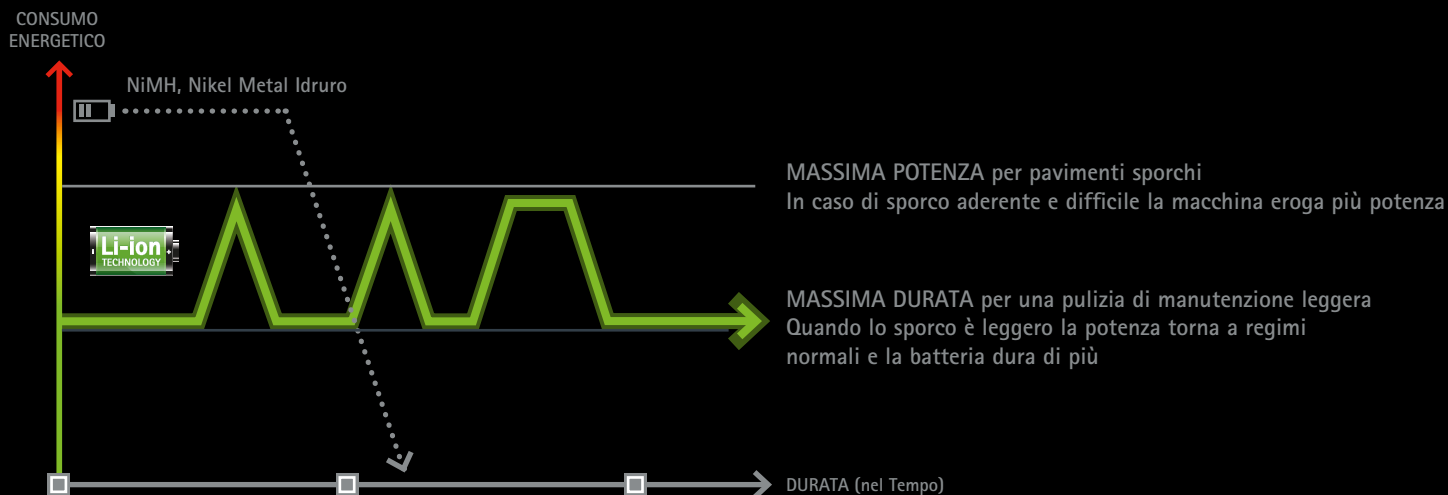 CONSUMO
ENERGETICO
NiMH, Nikel Metal Idruro
MASSIMA POTENZA per pavimenti sporchi
In caso di sporco aderente e difficile la macchina eroga più potenza
Li-ion
TECHNOLOGY
MASSIMA DURATA per una pulizia di manutenzione leggera
Quando lo sporco è leggero la potenza torna a regimi
normali e la batteria dura di più
DURATA (nel Tempo)